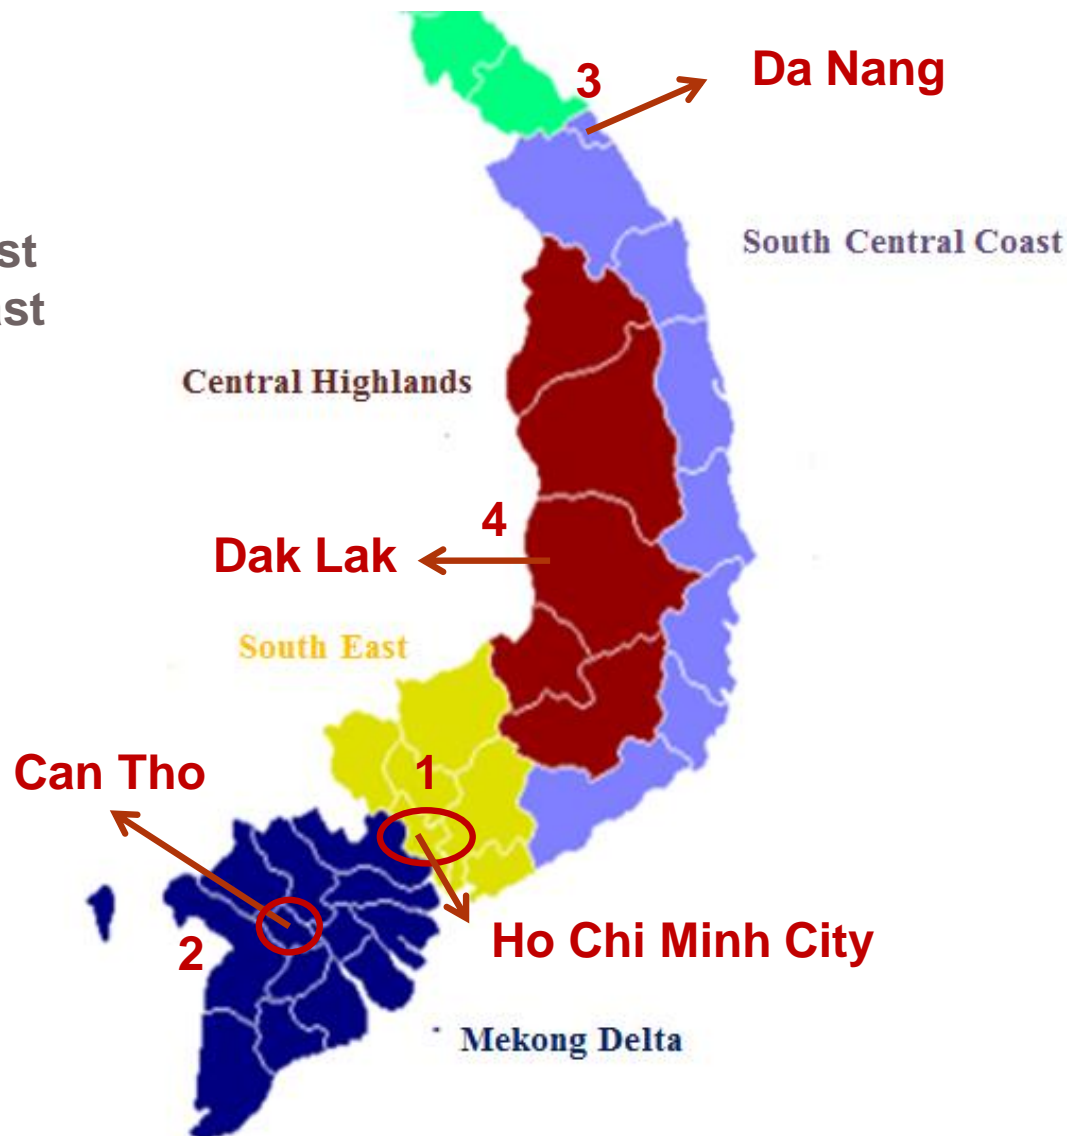 3
Da Nang
South Central Coast
st
ast
Central Highlands
4
Dak Lak
South East
Can Tho
1
2
Ho Chi Minh City
Mekong Delta